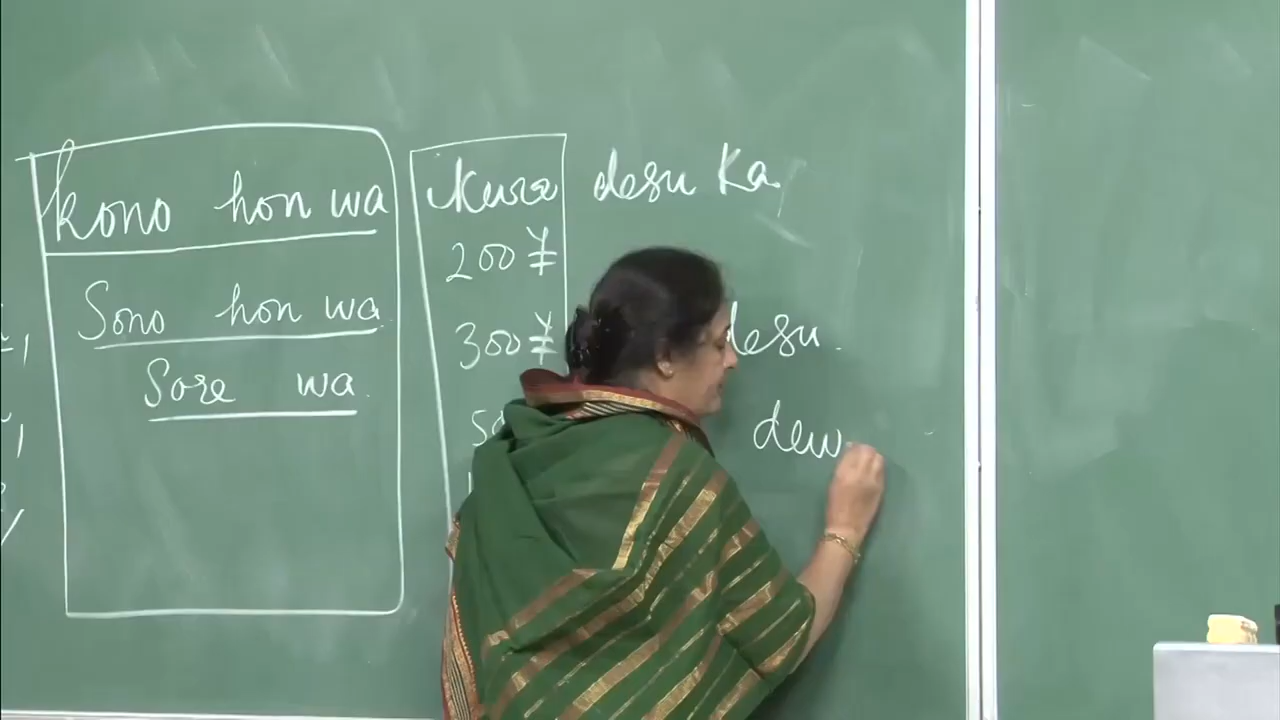 kono hon wa ikura desu ka
200 ¥
Sono hon wa 300 ¥ desu.
Sore wa. dew